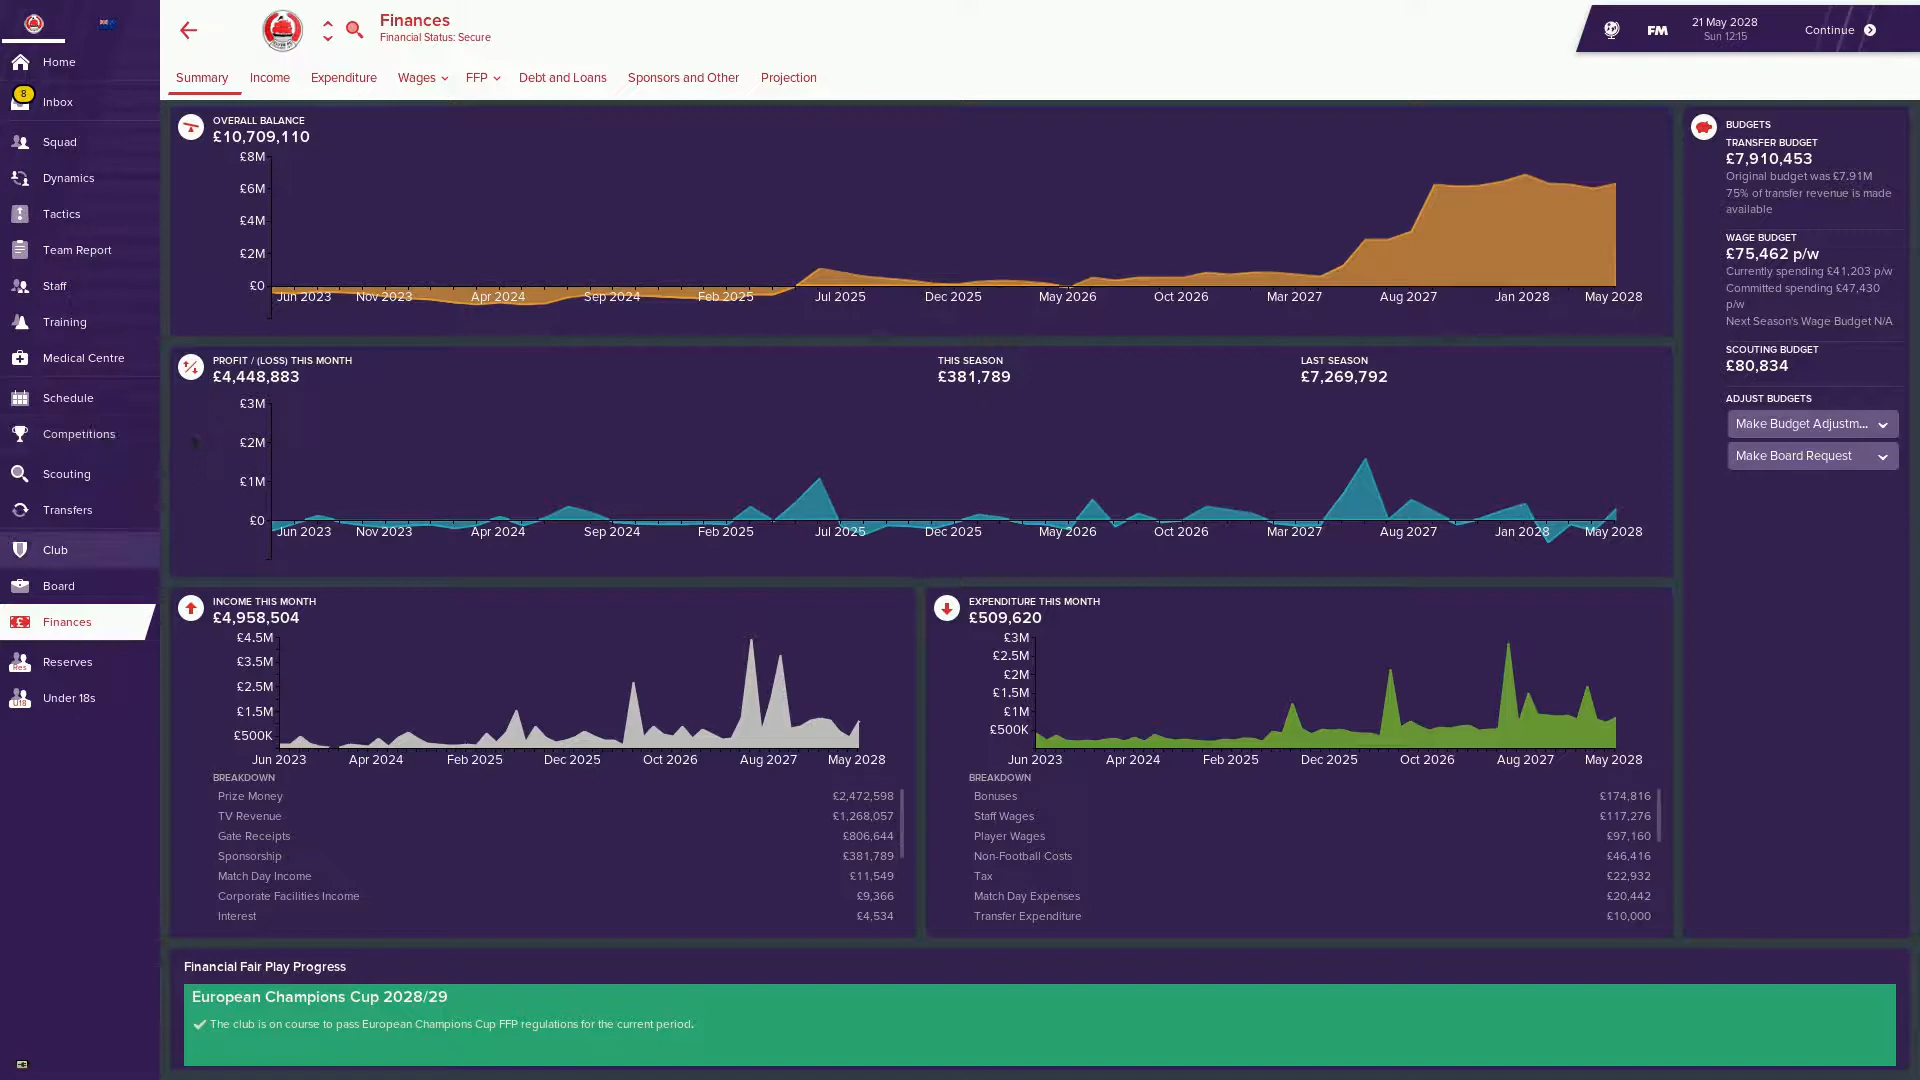 Finances
Financial Status: Secure
FM
21 May 2028
Sun 12:15
Continue
Summary
Income
Expenditure
Wages
FFP
Debt and Loans
Sponsors and Other
Projection
Home
8
Inbox
Squad
Dynamics
Tactics
Team Report
Staff
Training
Medical Centre
Schedule
Competitions
Scouting
Transfers
Club
Board
Finances
Res
Reserves
U18
Under 18s
OVERALL BALANCE
£10,709,110
£8M
£6M
£4M
£2M
£0
Jun 2023 Nov 2023 Apr 2024 Sep 2024 Feb 2025 Jul 2025 Dec 2025 May 2026 Oct 2026 Mar 2027 Aug 2027 Jan 2028 May 2028
PROFIT / (LOSS) THIS MONTH
£4,448,883
THIS SEASON
£381,789
LAST SEASON
£7,269,792
£3M
£2M
£1M
£0
Jun 2023 Nov 2023 Apr 2024 Sep 2024 Feb 2025 Jul 2025 Dec 2025 May 2026 Oct 2026 Mar 2027 Aug 2027 Jan 2028 May 2028
INCOME THIS MONTH
£4,958,504
£4.5M
£3.5M
£2.5M
£1.5M
£500K
Jun 2023 Apr 2024 Feb 2025 Dec 2025 Oct 2026 Aug 2027 May 2028
BREAKDOWN
Prize Money £2,472,598
TV Revenue £1,268,057
Gate Receipts £806,644
Sponsorship £381,789
Match Day Income £11,549
Corporate Facilities Income £9,366
Interest £4,534
EXPENDITURE THIS MONTH
£509,620
£3M
£2.5M
£2M
£1.5M
£1M
£500K
Jun 2023 Apr 2024 Feb 2025 Dec 2025 Oct 2026 Aug 2027 May 2028
BREAKDOWN
Bonuses £174,816
Staff Wages £117,276
Player Wages £97,160
Non-Football Costs £46,416
Tax £22,932
Match Day Expenses £20,442
Transfer Expenditure £10,000
BUDGETS
TRANSFER BUDGET
£7,910,453
Original budget was £7.91M
75% of transfer revenue is made
available
WAGE BUDGET
£75,462 p/w
Currently spending £41,203 p/w
Committed spending £47,430
p/w
Next Season's Wage Budget N/A
SCOUTING BUDGET
£80,834
ADJUST BUDGETS
Make Budget Adjustm...
Make Board Request
Financial Fair Play Progress
European Champions Cup 2028/29
The club is on course to pass European Champions Cup FFP regulations for the current period.